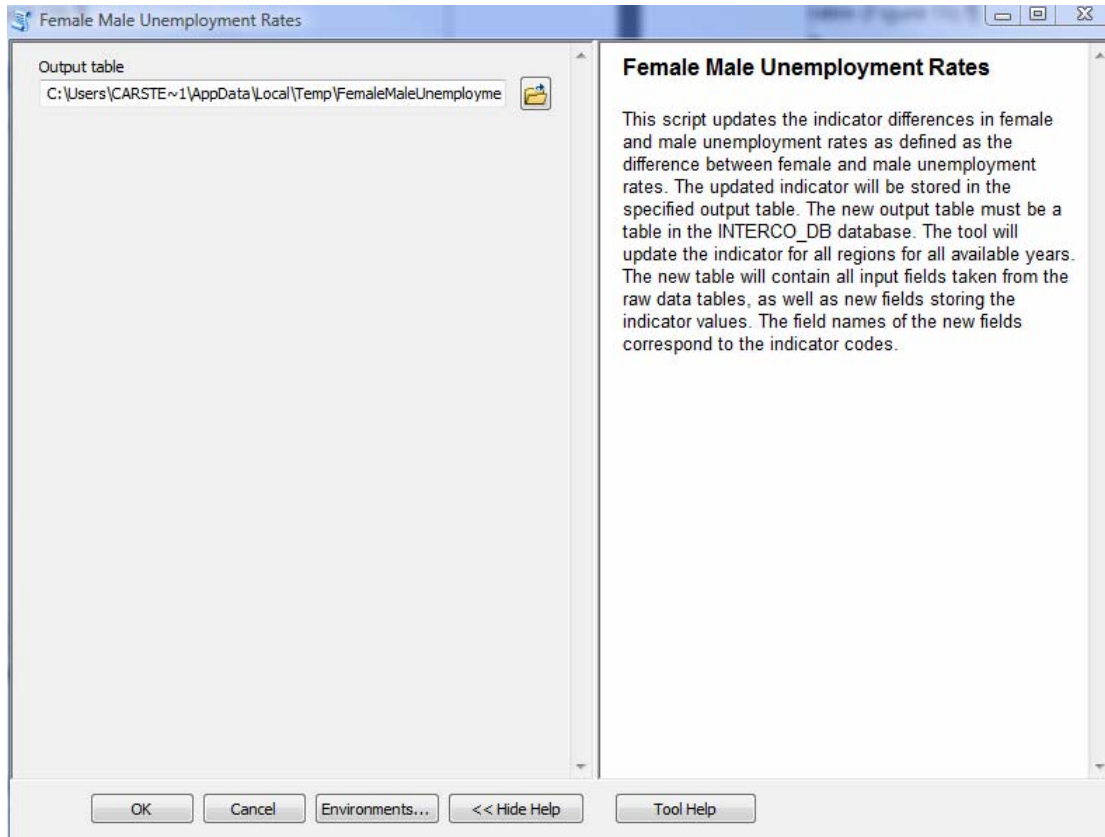 Female Male Unemployment Rates
Output table
C:\Users\CARSTE~1\AppData\Local\Temp\FemaleMaleUnemployme
Female Male Unemployment Rates
This script updates the indicator differences in female
and male unemployment rates as defined as the
difference between female and male unemployment
rates. The updated indicator will be stored in the
specified output table. The new output table must be a
table in the INTERCO_DB database. The tool will
update the indicator for all regions for all available years.
The new table will contain all input fields taken from the
raw data tables, as well as new fields storing the
indicator values. The field names of the new fields
correspond to the indicator codes.
OK
Cancel
Environments...
<< Hide Help
Tool Help